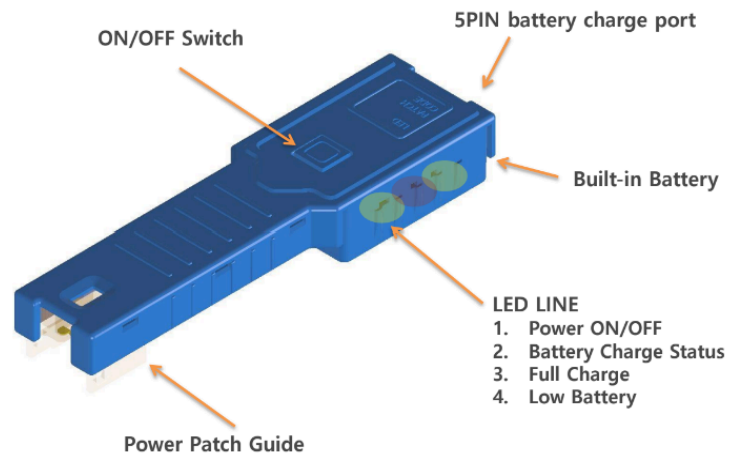 5PIN battery charge port
ON/OFF Switch
Built-in Battery
LED LINE
1. Power ON/OFF
2. Battery Charge Status
3. Full Charge
4. Low Battery
Power Patch Guide